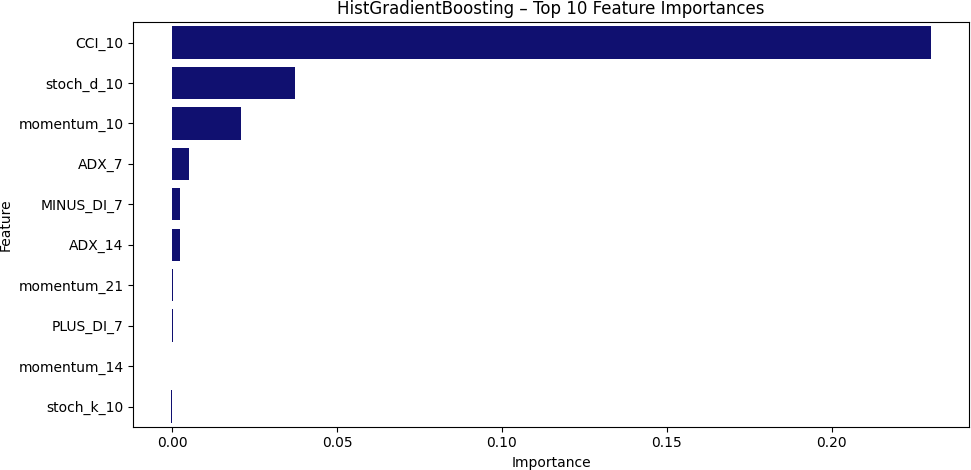 HistGradientBoosting – Top 10 Feature Importances
CCI_10
stoch_d_10
momentum_10
ADX_7
MINUS_DI_7
ADX_14
momentum_21
PLUS_DI_7
momentum_14
stoch_k_10
Feature
0.00 0.05 0.10 0.15 0.20
Importance